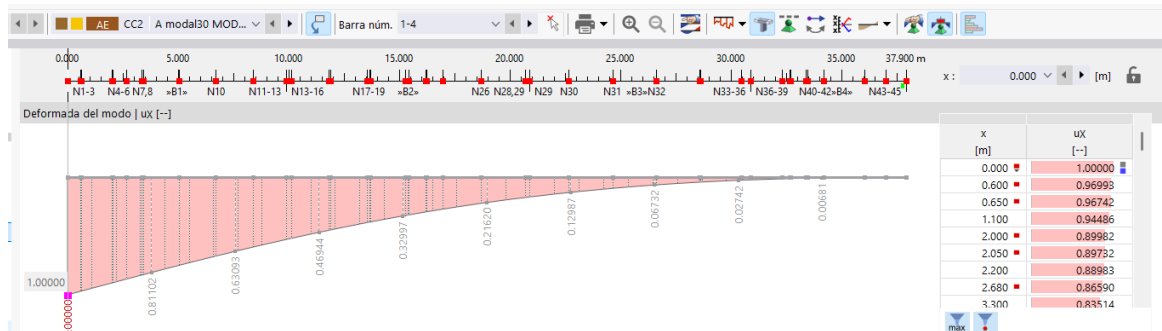 AE CC2 A modal30 MOD... Barra núm. 1-4
0.000 5.000 10.000 15.000 20.000 25.000 30.000 35.000 37.900 m
x : 0.000 [m]
N1-3 N4-6 N7,8 »B1» N10 N11-13 N13-16 N17-19 »B2» N26 N28,29 N29 N30 N31 »B3»N32 N33-36 N36-39 N40-42»B4» N43-45
Deformada del modo | uX [--]
x uX
[m] [--]
0.000 1.00000
0.600 0.96993
0.650 0.96742
1.100 0.94486
2.000 0.89982
2.050 0.89732
2.200 0.88983
2.680 0.86590
3.300 0.83514
max
1.00000
.00000
0.81102
0.63093
0.46944
0.32997
0.21620
0.12987
0.06732
0.02742
0.00681